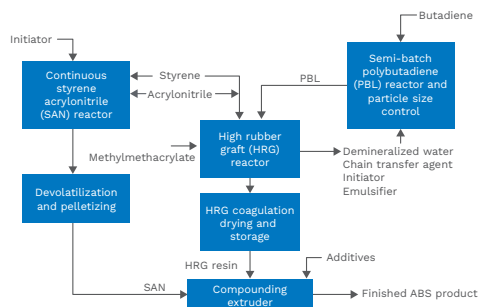 Butadiene
Initiator
Continuous
styrene
acrylonitrile
(SAN) reactor
Styrene
Acrylonitrile
PBL
Semi-batch
polybutadiene
(PBL) reactor and
particle size
control
Methylmethacrylate
High rubber
graft (HRG)
reactor
Demineralized water
Chain transfer agent
Initiator
Emulsifier
Devolatilization
and pelletizing
HRG coagulation
drying and
storage
HRG resin
Additives
SAN
Compounding
extruder
Finished ABS product